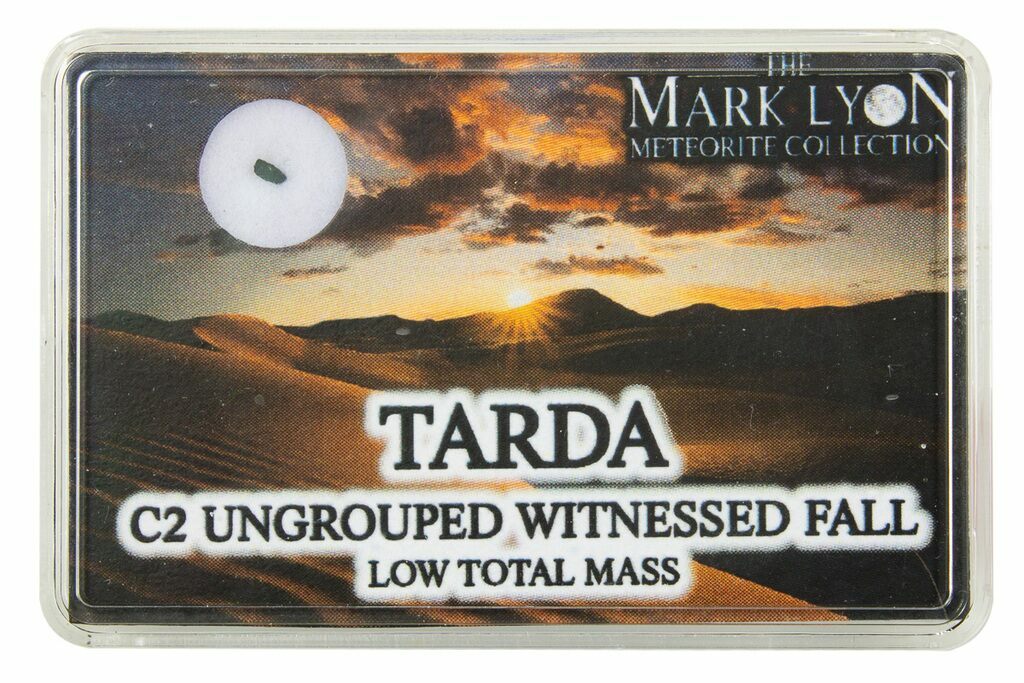 THE
MARK LYON
METEORITE COLLECTION
TARDA
C2 UNGROUPED WITNESSED FALL
LOW TOTAL MASS